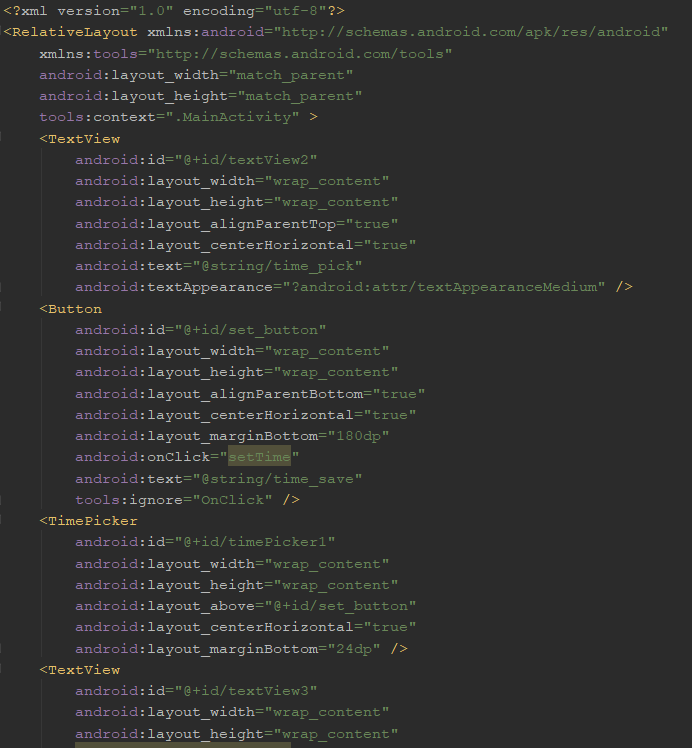 <?xml version="1.0" encoding="utf-8"?>
<RelativeLayout xmlns:android="http://schemas.android.com/apk/res/android"
xmlns:tools="http://schemas.android.com/tools"
android:layout_width="match_parent"
android:layout_height="match_parent"
tools:context=".MainActivity" >
<TextView
android:id="@+id/textView2"
android:layout_width="wrap_content"
android:layout_height="wrap_content"
android:layout_alignParentTop="true"
android:layout_centerHorizontal="true"
android:text="@string/time_pick"
android:textAppearance="?android:attr/textAppearanceMedium" />
<Button
android:id="@+id/set_button"
android:layout_width="wrap_content"
android:layout_height="wrap_content"
android:layout_alignParentBottom="true"
android:layout_centerHorizontal="true"
android:layout_marginBottom="180dp"
android:onClick="setTime"
android:text="@string/time_save"
tools:ignore="OnClick" />
<TimePicker
android:id="@+id/timePicker1"
android:layout_width="wrap_content"
android:layout_height="wrap_content"
android:layout_above="@+id/set_button"
android:layout_centerHorizontal="true"
android:layout_marginBottom="24dp" />
<TextView
android:id="@+id/textView3"
android:layout_width="wrap_content"
android:layout_height="wrap_content"